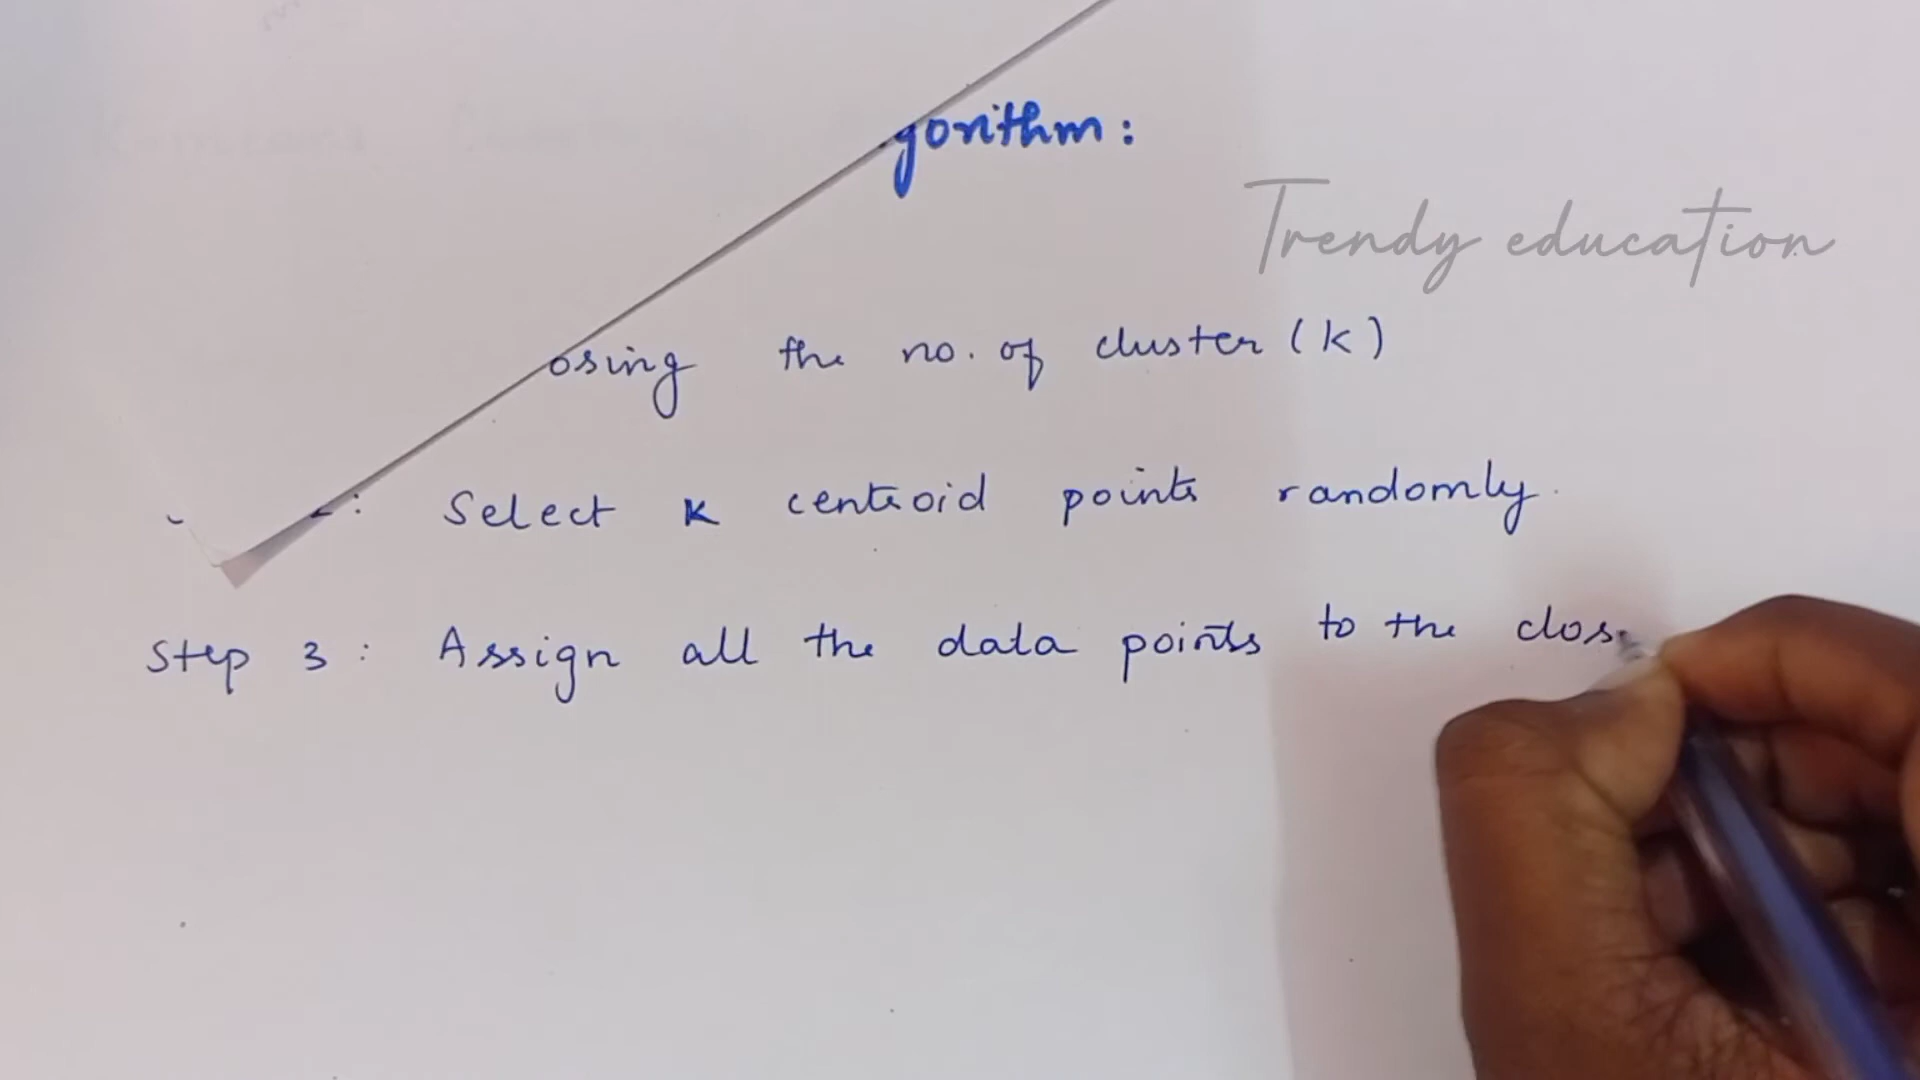 gorithm:
Trendy education
osing the no. of cluster (k)
: Select K centroid points randomly.
Step 3: Assign all the data points to the clos